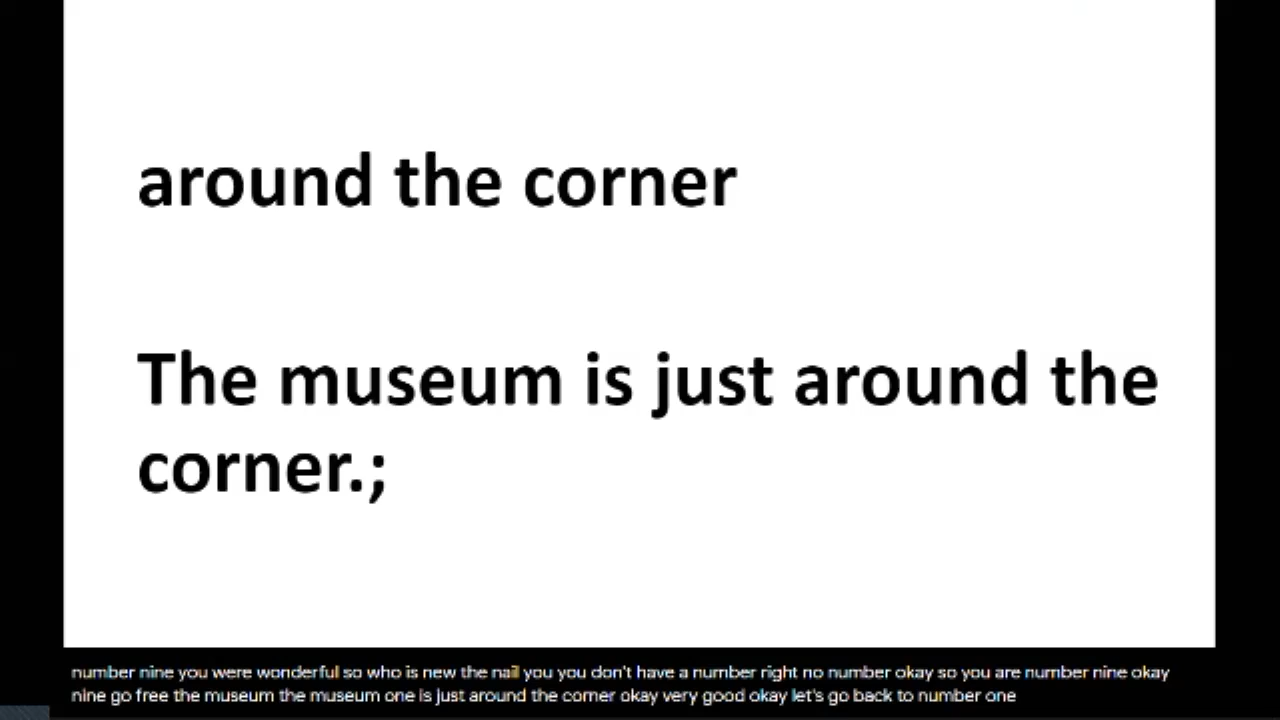 around the corner
The museum is just around the
corner.;
number nine you were wonderful so who is new the nail you you don't have a number right no number okay so you are number nine okay
nine go free the museum the museum one is just around the corner okay very good okay let's go back to number one